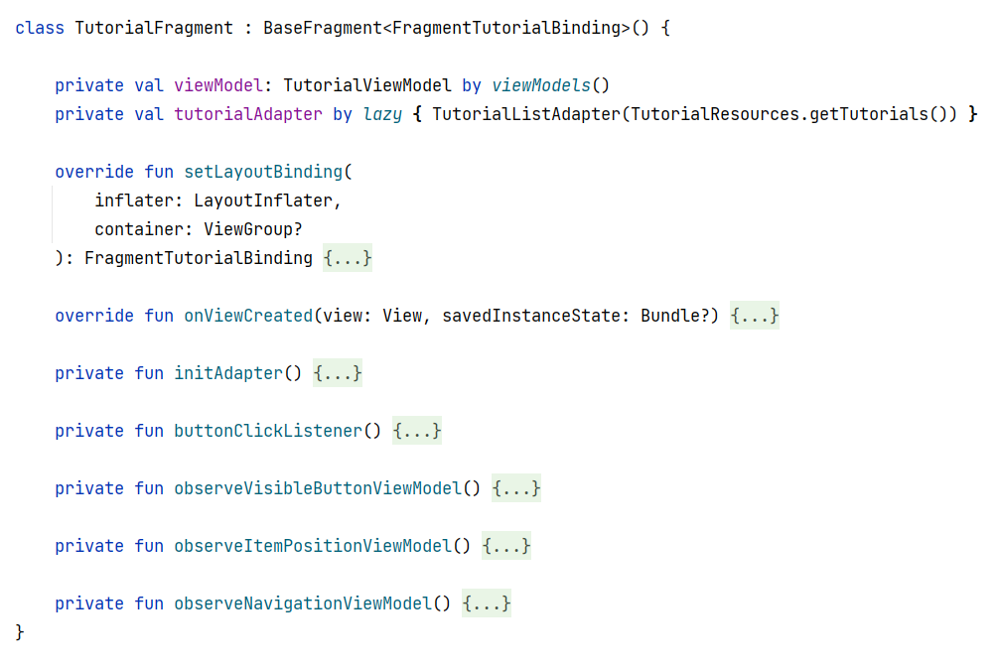 class TutorialFragment : BaseFragment<FragmentTutorialBinding>() {
    private val viewModel: TutorialViewModel by viewModels()
    private val tutorialAdapter by lazy { TutorialListAdapter(TutorialResources.getTutorials()) }
    override fun setLayoutBinding(
        inflater: LayoutInflater,
        container: ViewGroup?
    ): FragmentTutorialBinding {...}
    override fun onViewCreated(view: View, savedInstanceState: Bundle?) {...}
    private fun initAdapter() {...}
    private fun buttonClickListener() {...}
    private fun observeVisibleButtonViewModel() {...}
    private fun observeItemPositionViewModel() {...}
    private fun observeNavigationViewModel() {...}
}